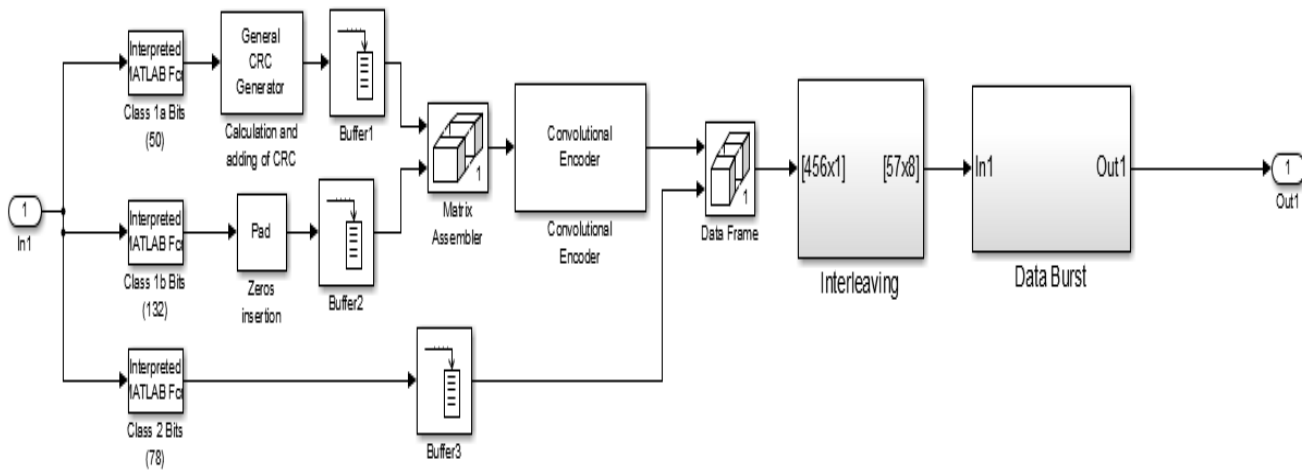 1
In1
Interpreted
MATLAB Fcn
Class 1a Bits
(50)
General
CRC
Generator
Calculation and
adding of CRC
Buffer1
Interpreted
MATLAB Fcn
Class 1b Bits
(132)
Pad
Zeros
insertion
Buffer2
Interpreted
MATLAB Fcn
Class 2 Bits
(78)
Buffer3
1
Matrix
Assembler
Convolutional
Encoder
Convolutional
Encoder
1
Data Frame
[456x1] [57x8]
Interleaving
In1 Out1
Data Burst
1
Out1